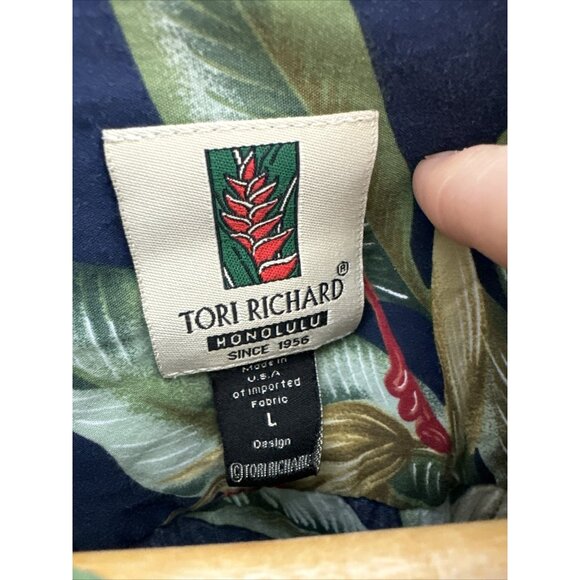 TORI RICHARD®
HONOLULU
SINCE 1956
Made in
U.S.A
of imported
Fabric
L
Design
©TORI RICHARD